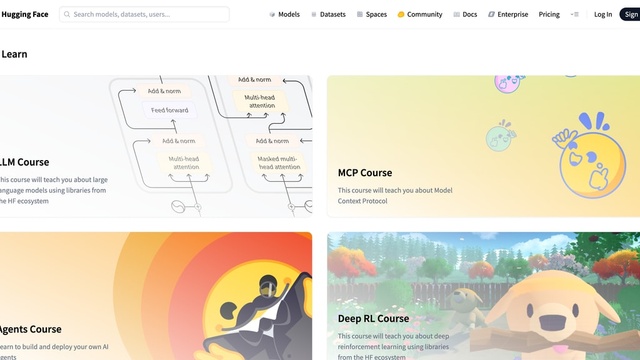 Hugging Face
Search models, datasets, users...
Models
Datasets
Spaces
Community
Docs
Enterprise
Pricing
Log In
Sign
Learn
Add & norm
Feed forward
Add & norm
Multi-head
attention
Add & norm
Multi-head
attention
Add & norm
Masked multi-
head attention
LLM Course
This course will teach you about large
language models using libraries from
the HF ecosystem
MCP Course
This course will teach you about Model
Context Protocol
Agents Course
Learn to build and deploy your own AI
agents
Deep RL Course
This course will teach you about deep
reinforcement learning using libraries
from the HF ecosystem